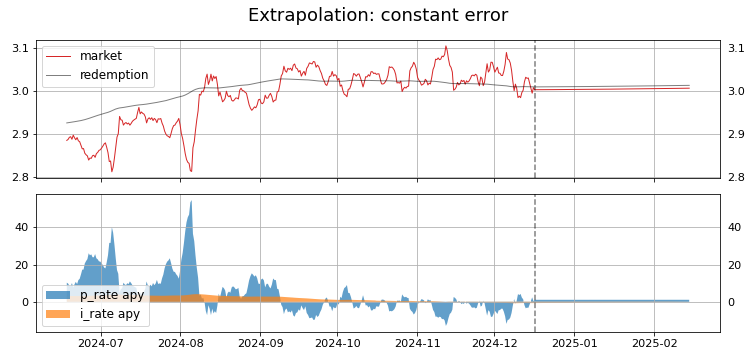 Extrapolation: constant error
3.1
3.0
2.9
2.8
market
redemption
3.1
3.0
2.9
2.8
40
20
0
p_rate apy
i_rate apy
40
20
0
2024-07 2024-08 2024-09 2024-10 2024-11 2024-12 2025-01 2025-02